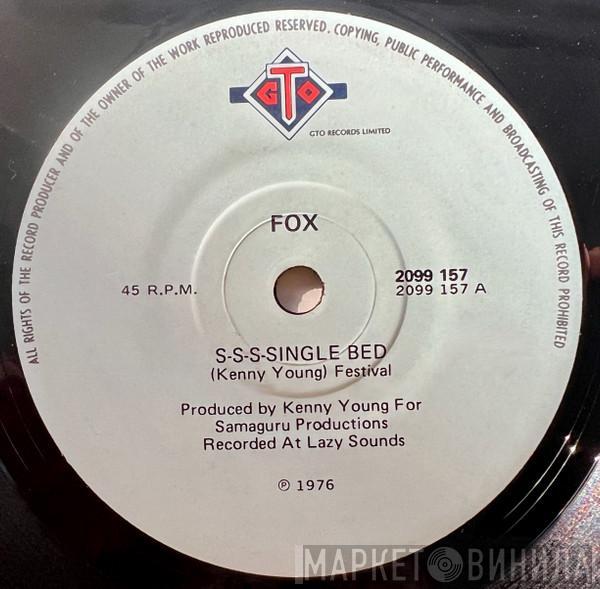 ALL RIGHTS OF THE RECORD PRODUCER AND OF THE OWNER OF THE WORK REPRODUCED RESERVED. COPYING, PUBLIC PERFORMANCE AND BROADCASTING OF THIS RECORD PROHIBITED
GTO
GTO RECORDS LIMITED
FOX
45 R.P.M.
2099 157
2099 157 A
S-S-S-SINGLE BED
(Kenny Young) Festival
Produced by Kenny Young For
Samaguru Productions
Recorded At Lazy Sounds
℗ 1976
МАРКЕТ ВИНИЛА